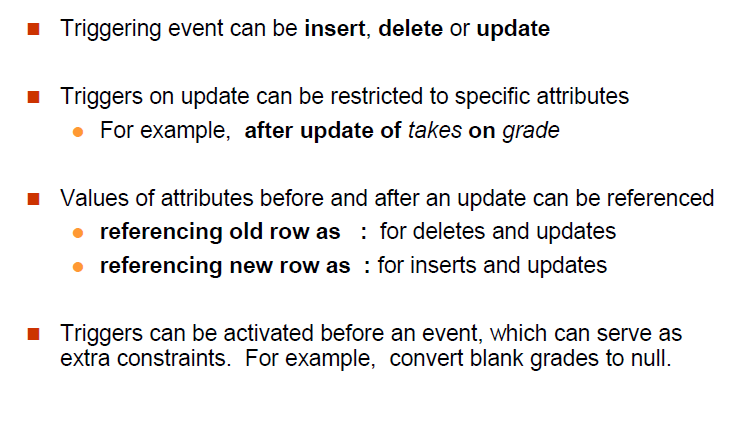 Triggering event can be insert, delete or update
Triggers on update can be restricted to specific attributes
For example, after update of takes on grade
Values of attributes before and after an update can be referenced
referencing old row as : for deletes and updates
referencing new row as : for inserts and updates
Triggers can be activated before an event, which can serve as
extra constraints. For example, convert blank grades to null.